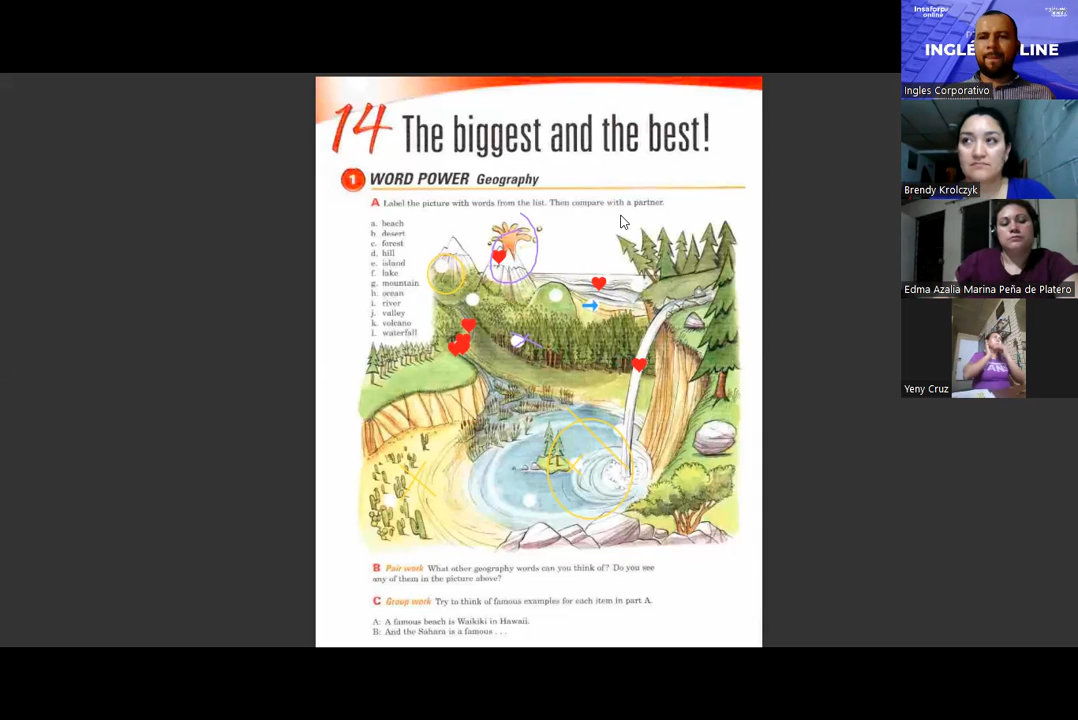 14 The biggest and the best!
1 WORD POWER Geography
A Label the picture with words from the list. Then compare with a partner.
a. beach
b. desert
c. forest
d. hill
e. island
f. lake
g. mountain
h. ocean
i. river
j. valley
k. volcano
l. waterfall
B Pair work What other geography words can you think of? Do you see
any of them in the picture above?
C Group work Try to think of famous examples for each item in part A.
A: A famous beach is Waikiki in Hawaii.
B: And the Sahara is a famous . . .
Insaforp
online
INGLÉ LINE
Ingles Corporativo
Brendy Krolczyk
Edma Azalia Marina Peña de Platero
Yeny Cruz